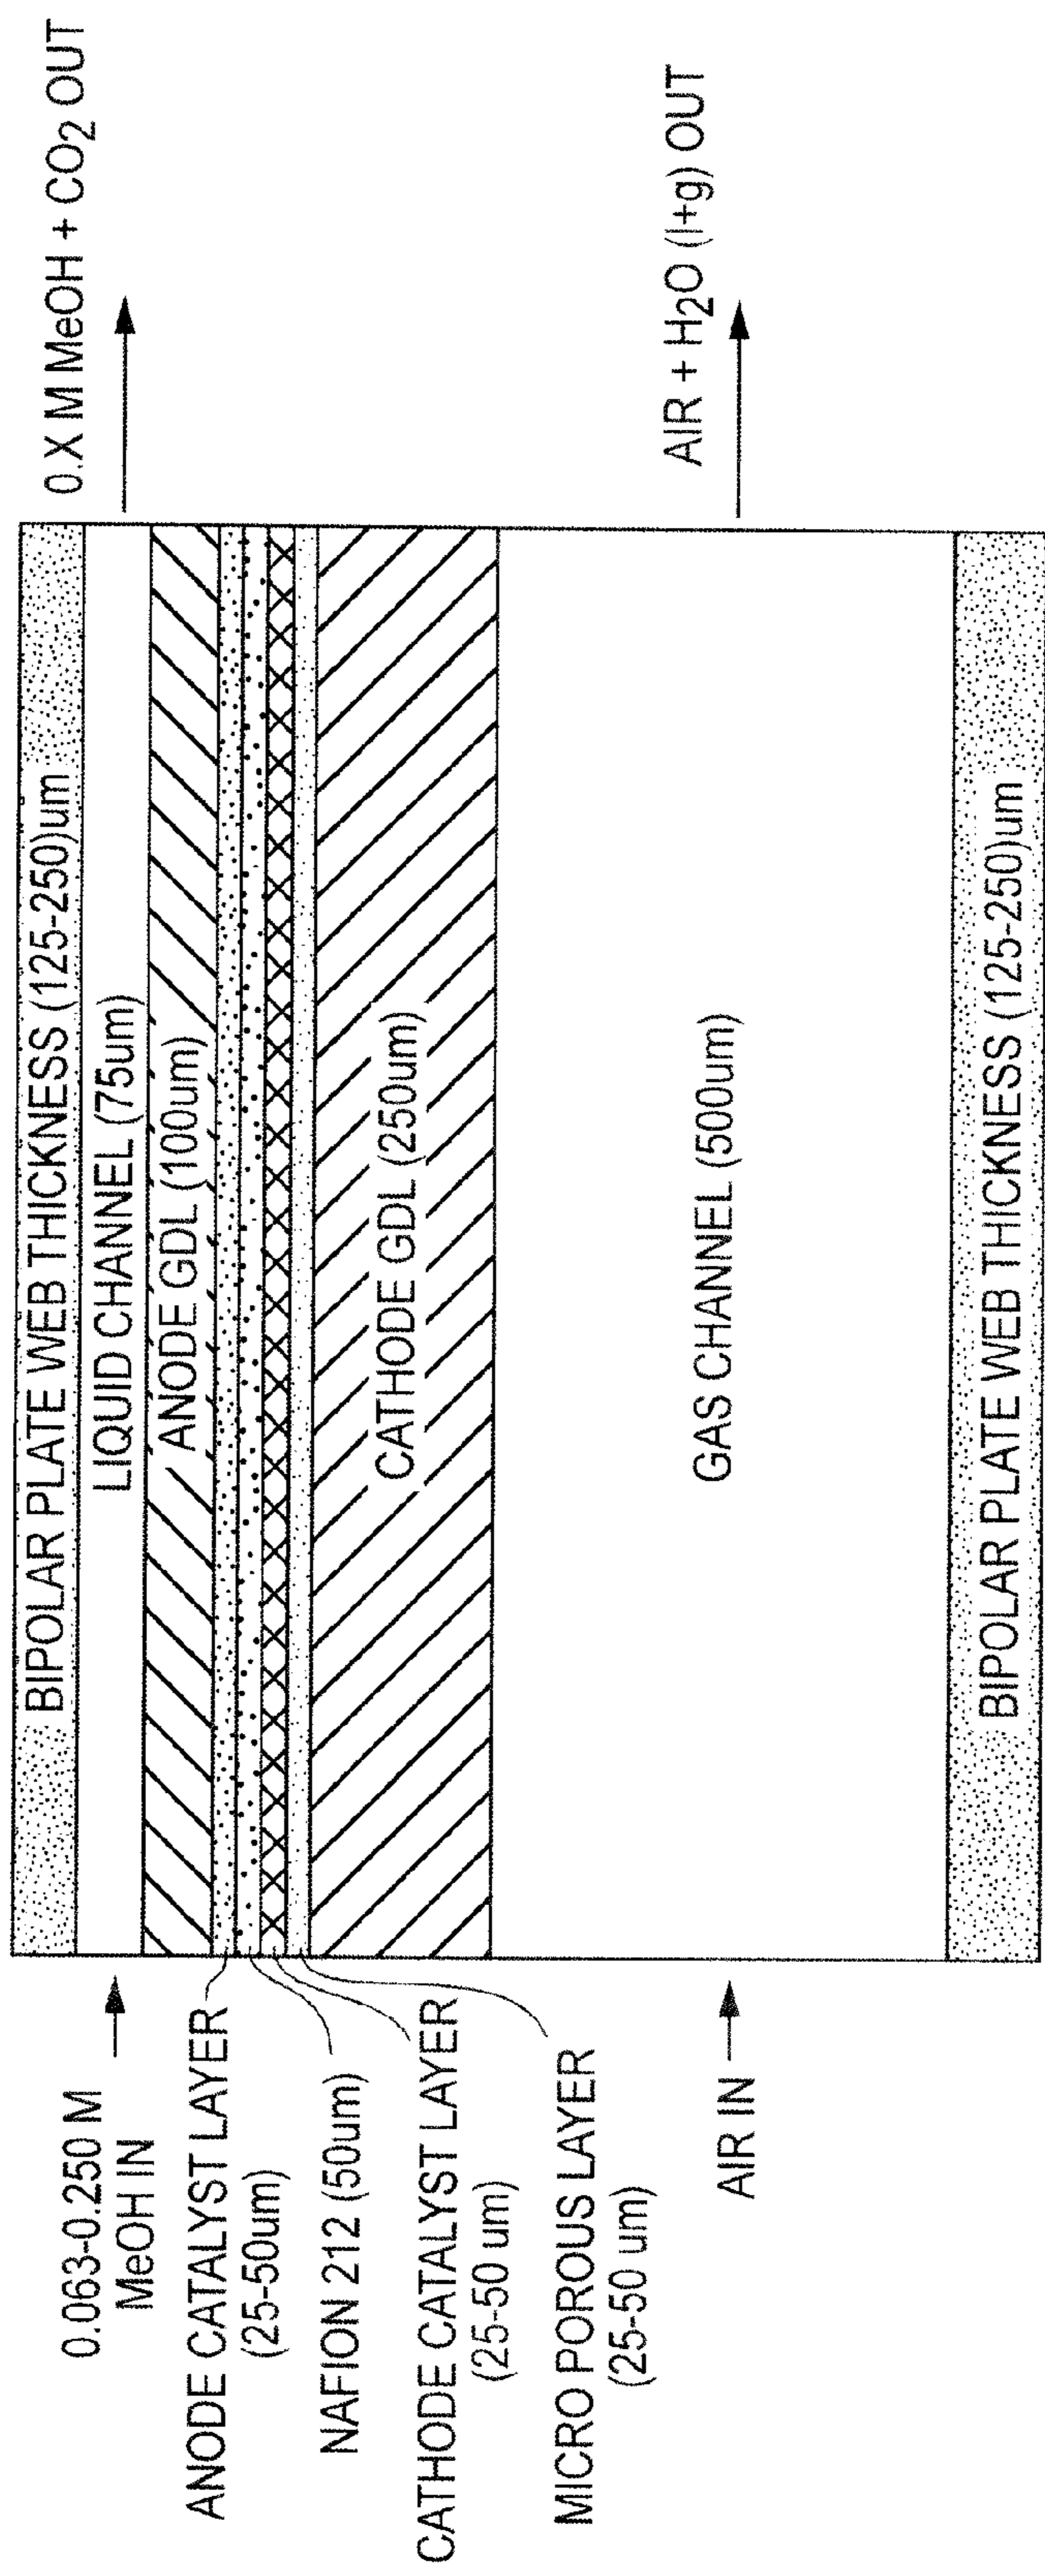 0.X M MeOH + CO2 OUT
AIR + H2O (l+g) OUT
BIPOLAR PLATE WEB THICKNESS (125-250)um
LIQUID CHANNEL (75um)
ANODE GDL (100um)
CATHODE GDL (250um)
GAS CHANNEL (500um)
BIPOLAR PLATE WEB THICKNESS (125-250)um
0.063-0.250 M
MeOH IN
ANODE CATALYST LAYER
(25-50um)
NAFION 212 (50um)
CATHODE CATALYST LAYER
(25-50 um)
MICRO POROUS LAYER
(25-50 um)
AIR IN